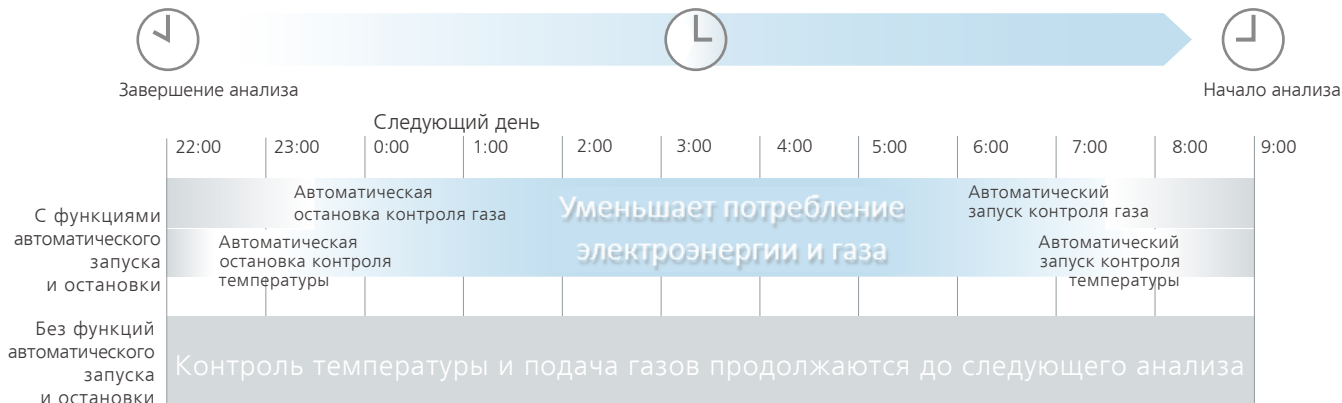 Завершение анализа
Начало анализа
Следующий день
22:00 23:00 0:00 1:00 2:00 3:00 4:00 5:00 6:00 7:00 8:00 9:00
С функциями
автоматического
запуска
и остановки
Автоматическая
остановка контроля газа
Автоматическая
остановка контроля
температуры
Уменьшает потребление
электроэнергии и газа
Автоматический
запуск контроля газа
Автоматический
запуск контроля
температуры
Без функций
автоматического
запуска
и остановки
Контроль температуры и подача газов продолжаются до следующего анализа